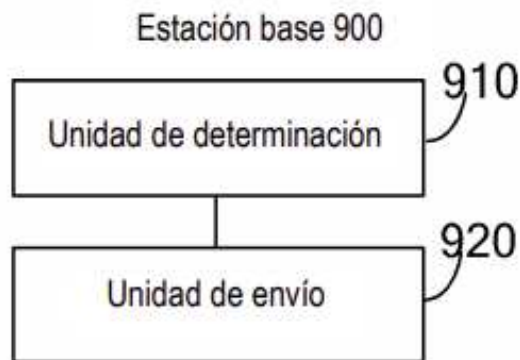 Estación base 900
910
Unidad de determinación
920
Unidad de envío